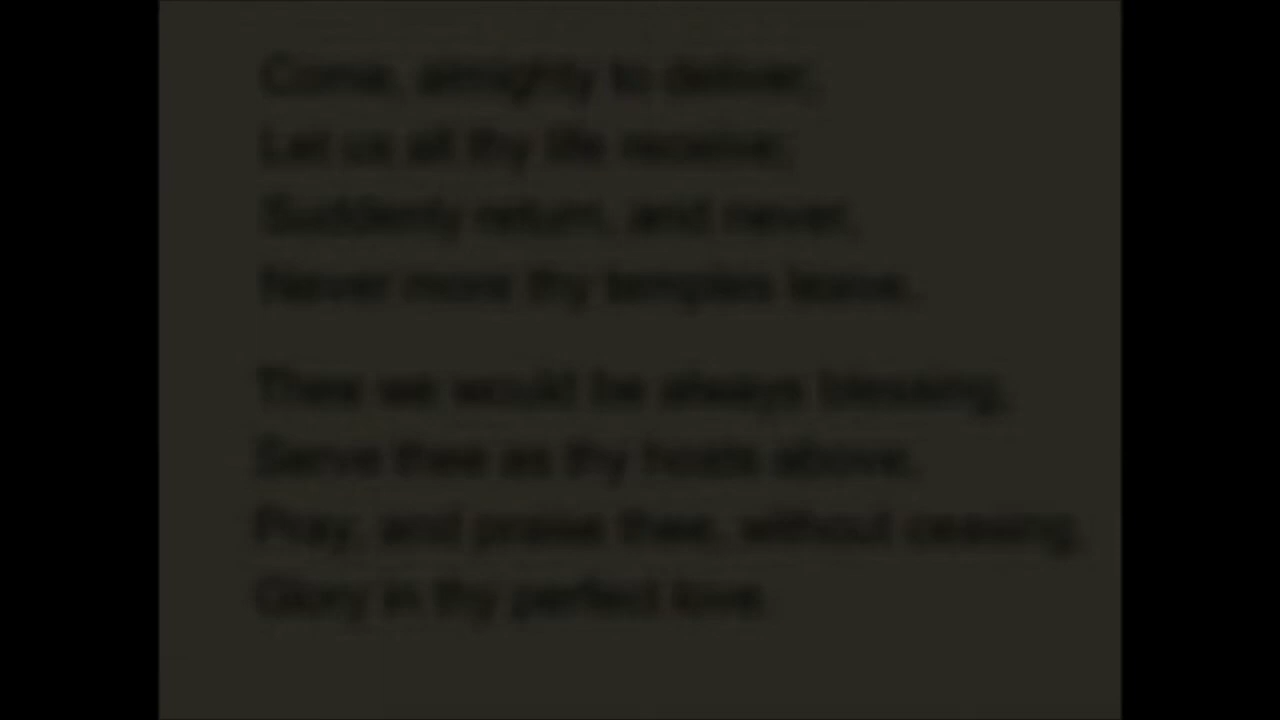 Come, almighty to deliver,
Let us all thy life receive;
Suddenly return, and never,
Never more thy temples leave.
Thee we would be always blessing,
Serve thee as thy hosts above,
Pray, and praise thee, without ceasing,
Glory in thy perfect love.